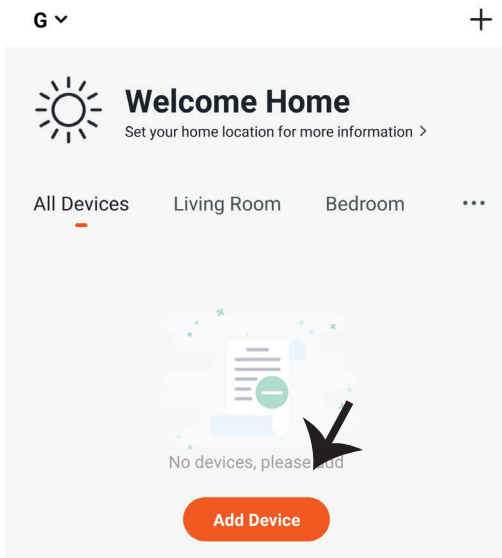 G
Welcome Home
Set your home location for more information >
All Devices Living Room Bedroom ...
No devices, please add
Add Device